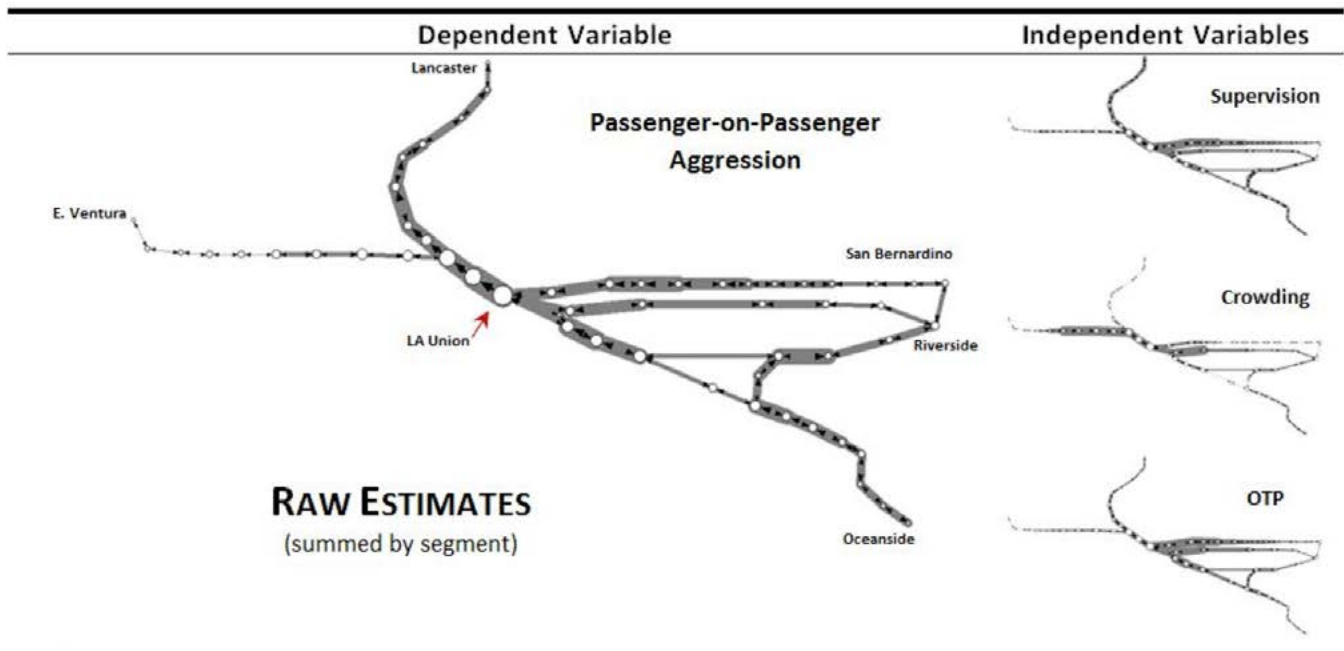 Dependent Variable
Independent Variables
Lancaster
Passenger-on-Passenger
Aggression
Supervision
E. Ventura
San Bernardino
LA Union
Riverside
Crowding
RAW ESTIMATES
(summed by segment)
Oceanside
OTP